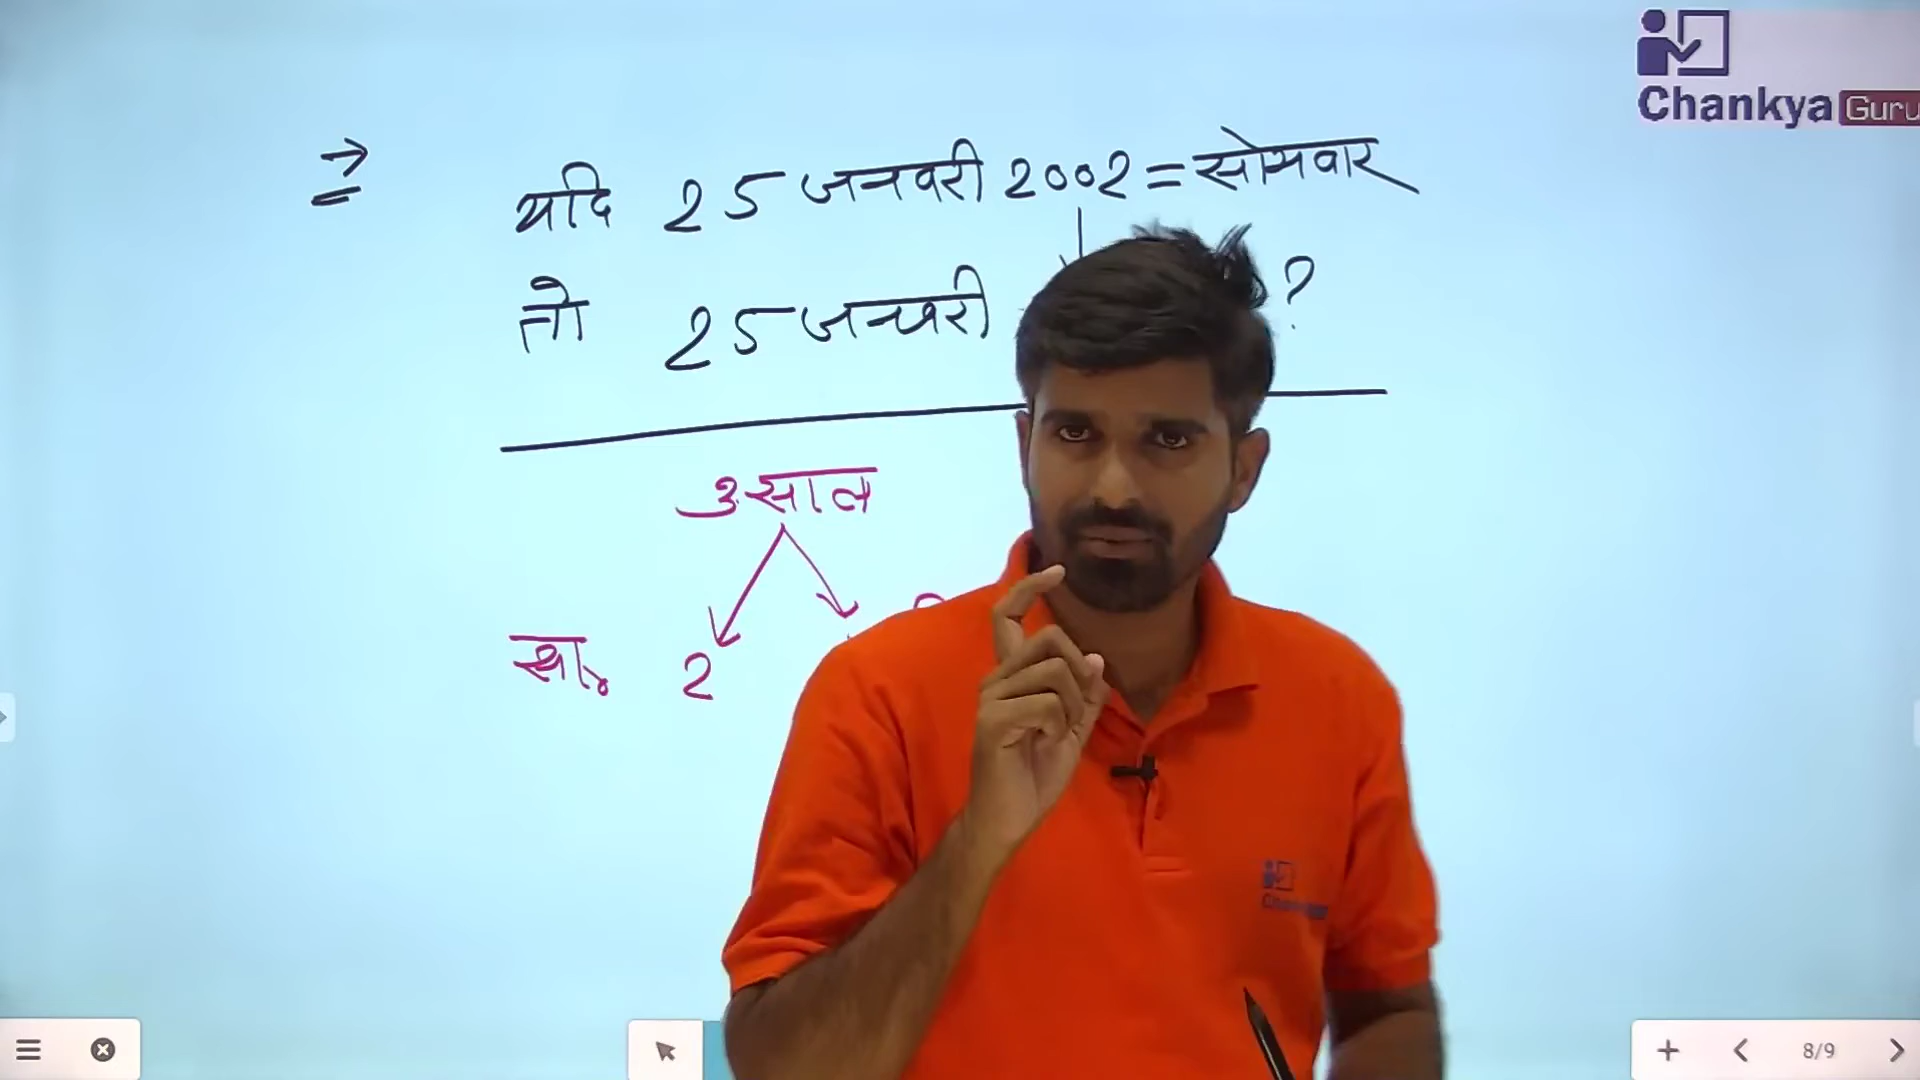 Chankya Guru
यदि 25 जनवरी 2002 = सोमवार
तो 25 जनवरी ?
3 साल
सा. 2
8/9